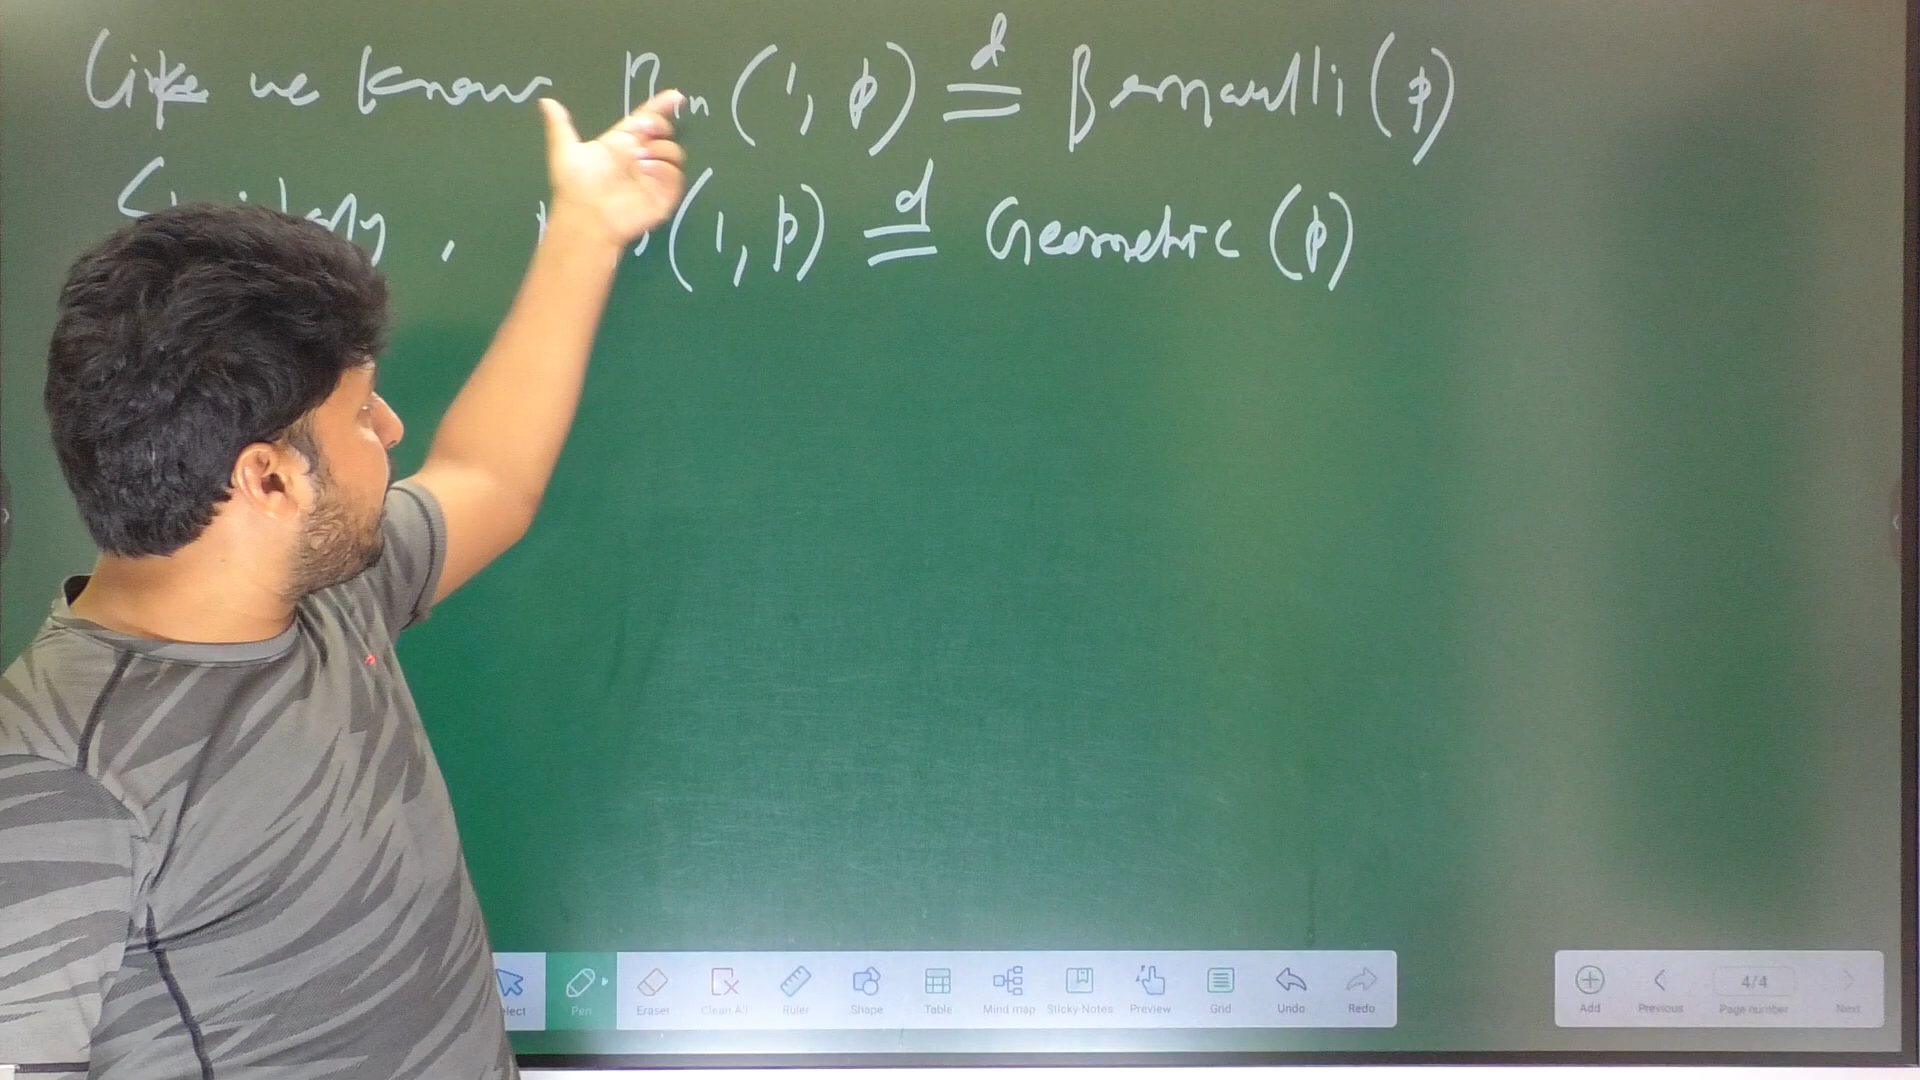 Like we know Bin (1, p) d= Bernoulli (p)
, (1, p) d= Geometric (p)
elect Pen Eraser Clean All Ruler Shape Table Mind map Sticky-Notes Preview Grid Undo Redo
Add Previous 4/4 Page number Next